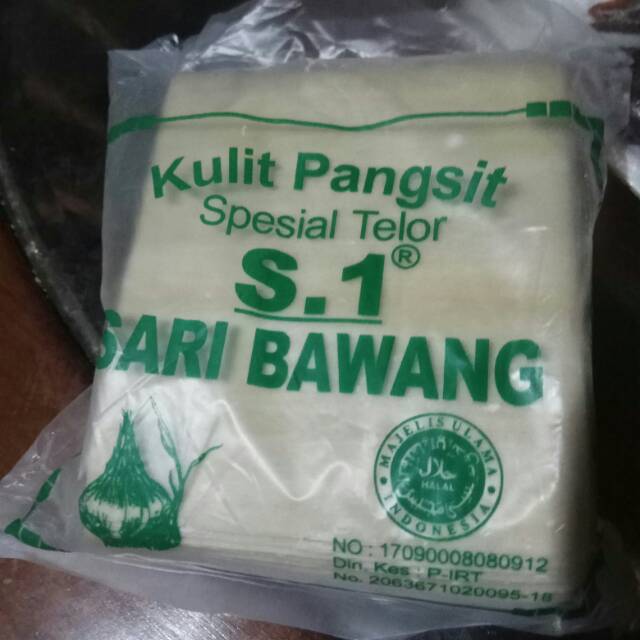 Kulit Pangsit
Spesial Telor
S.1®
SARI BAWANG
MAJELIS ULAMA
حلال
HALAL
INDONESIA
NO : 17090008080912
Din. Kes : P-IRT
No. 2063671020095-18